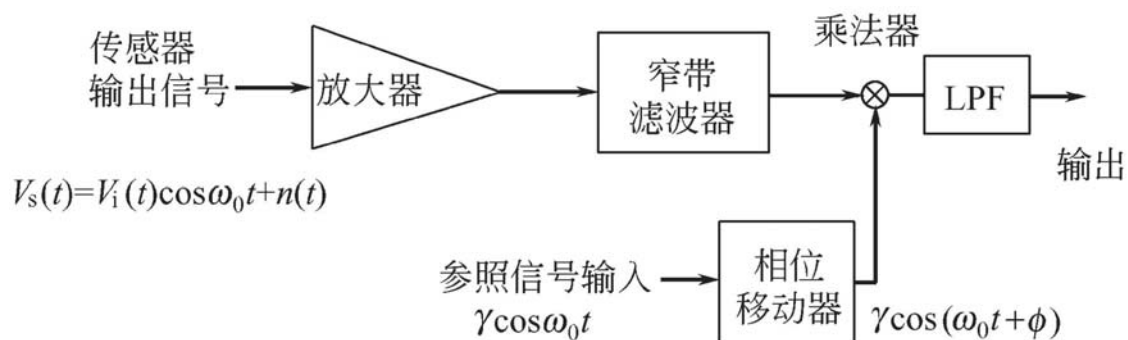 传感器
输出信号
放大器
窄带
滤波器
乘法器
LPF
输出
Vs(t)=Vi(t)cosω0t+n(t)
参照信号输入
γcosω0t
相位
移动器
γcos(ω0t+ϕ)